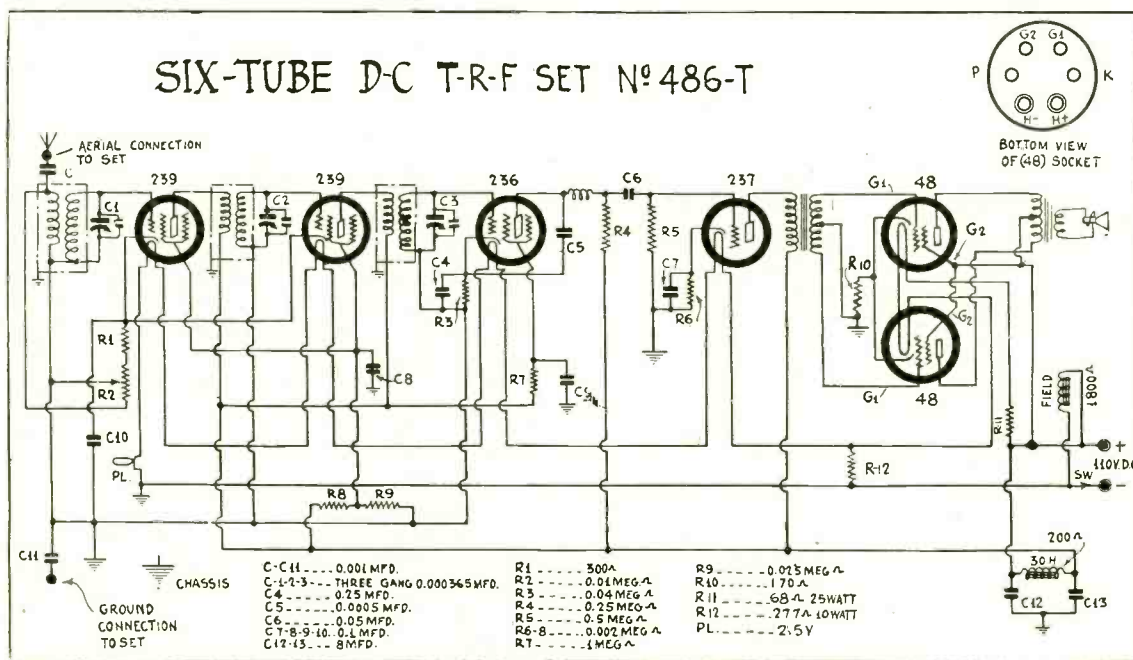 SIX-TUBE D-C T-R-F SET Nº 486-T
G2 G1
P K
H- H+
BOTTOM VIEW
OF (48) SOCKET
AERIAL CONNECTION
TO SET
C
C1
239
C2
239
C3
236
C6
237
G1
48
C4
C5
R4
R5
C7
R10
G2
R3
R6
R1
R2
C8
R7
C9
G2
G1
48
FIELD
1800Ω
C10
R11
PL.
R12
SW
+
110V.D.C
-
R8 R9
C11
CHASSIS
GROUND
CONNECTION
TO SET
200Ω
30H
C12 C13
C-C11 ---- 0.001 MFD.
C-1-2-3 --- THREE GANG 0.000365 MFD.
C4 ------- 0.25 MFD.
C5 ------- 0.0005 MFD.
C6 ------- 0.05 MFD.
C7-8-9-10.. 0.1 MFD.
C12-13 --- 8 MFD.
R1 ----- 300Ω
R2 ----- 0.01 MEG Ω
R3 ----- 0.04 MEG Ω
R4 ----- 0.25 MEG Ω
R5 ----- 0.5 MEG Ω
R6-8 ---- 0.002 MEG Ω
R7 ----- 1 MEG Ω
R9 ------ 0.025 MEG Ω
R10 ------ 170 Ω
R11 ------ 68 Ω 25 WATT
R12 ------ 277 Ω 10 WATT
PL ------ 2.5V